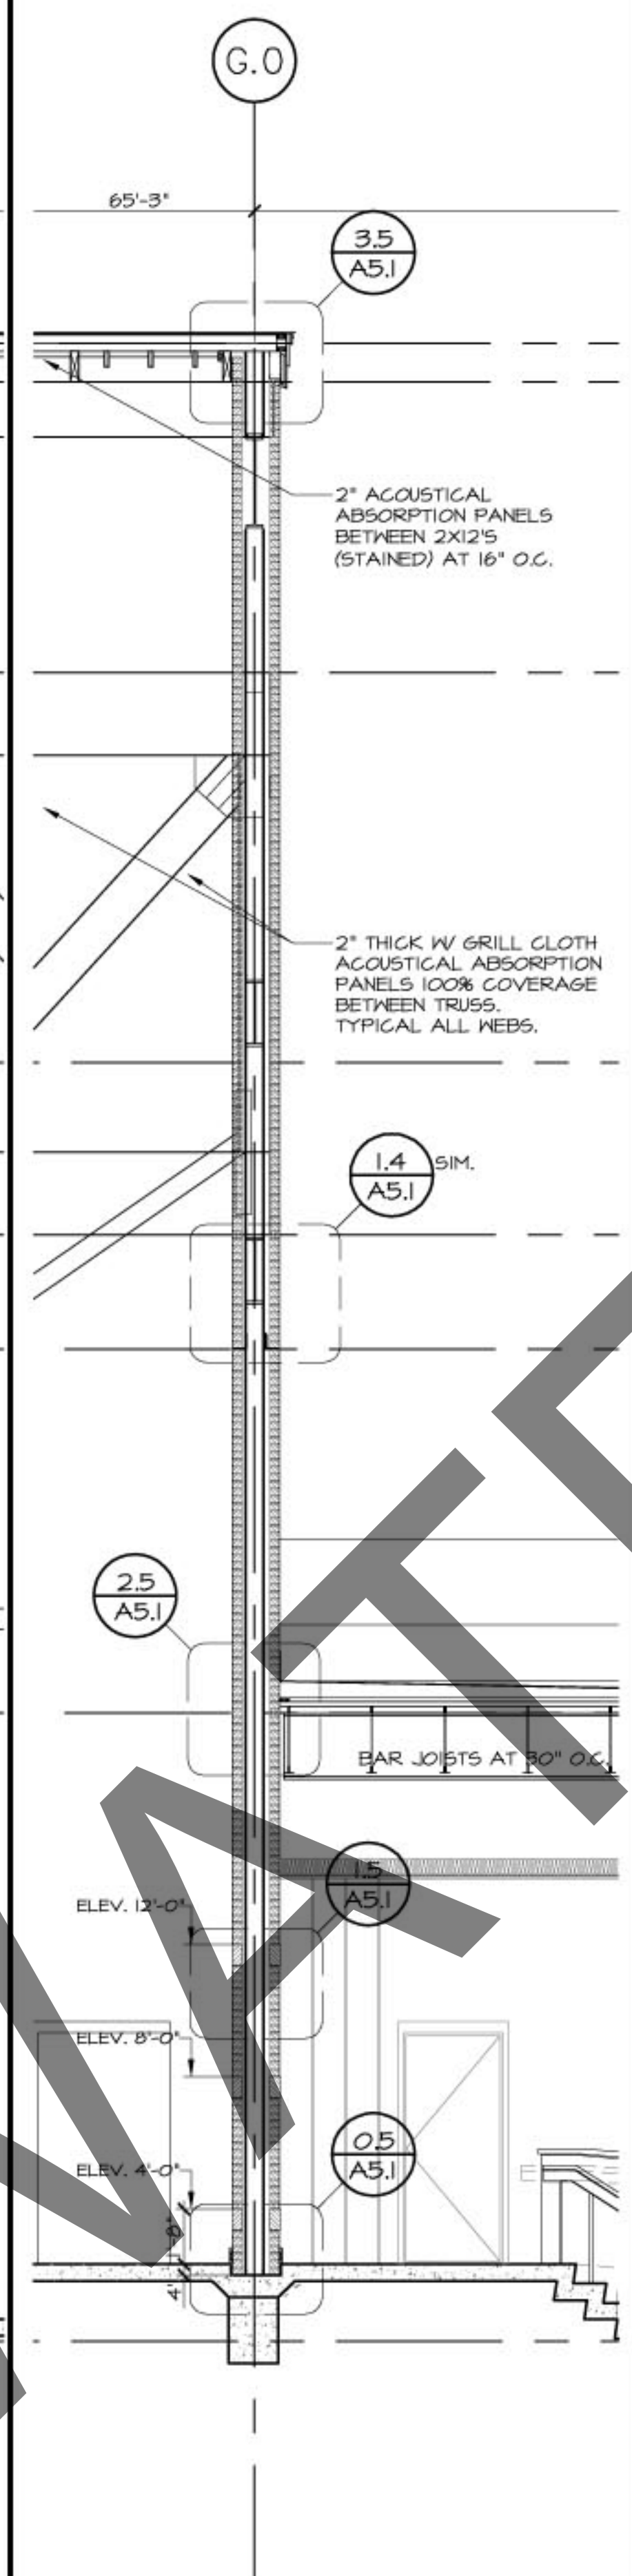 G.0
65'-3"
3.5
A5.1
2" ACOUSTICAL
ABSORPTION PANELS
BETWEEN 2X12'S
(STAINED) AT 16" O.C.
2" THICK W/ GRILL CLOTH
ACOUSTICAL ABSORPTION
PANELS 100% COVERAGE
BETWEEN TRUSS.
TYPICAL ALL WEBS.
1.4
A5.1
SIM.
2.5
A5.1
BAR JOISTS AT 30" O.C.
1.5
A5.1
ELEV. 12'-0"
ELEV. 8'-0"
0.5
A5.1
ELEV. 4'-0"